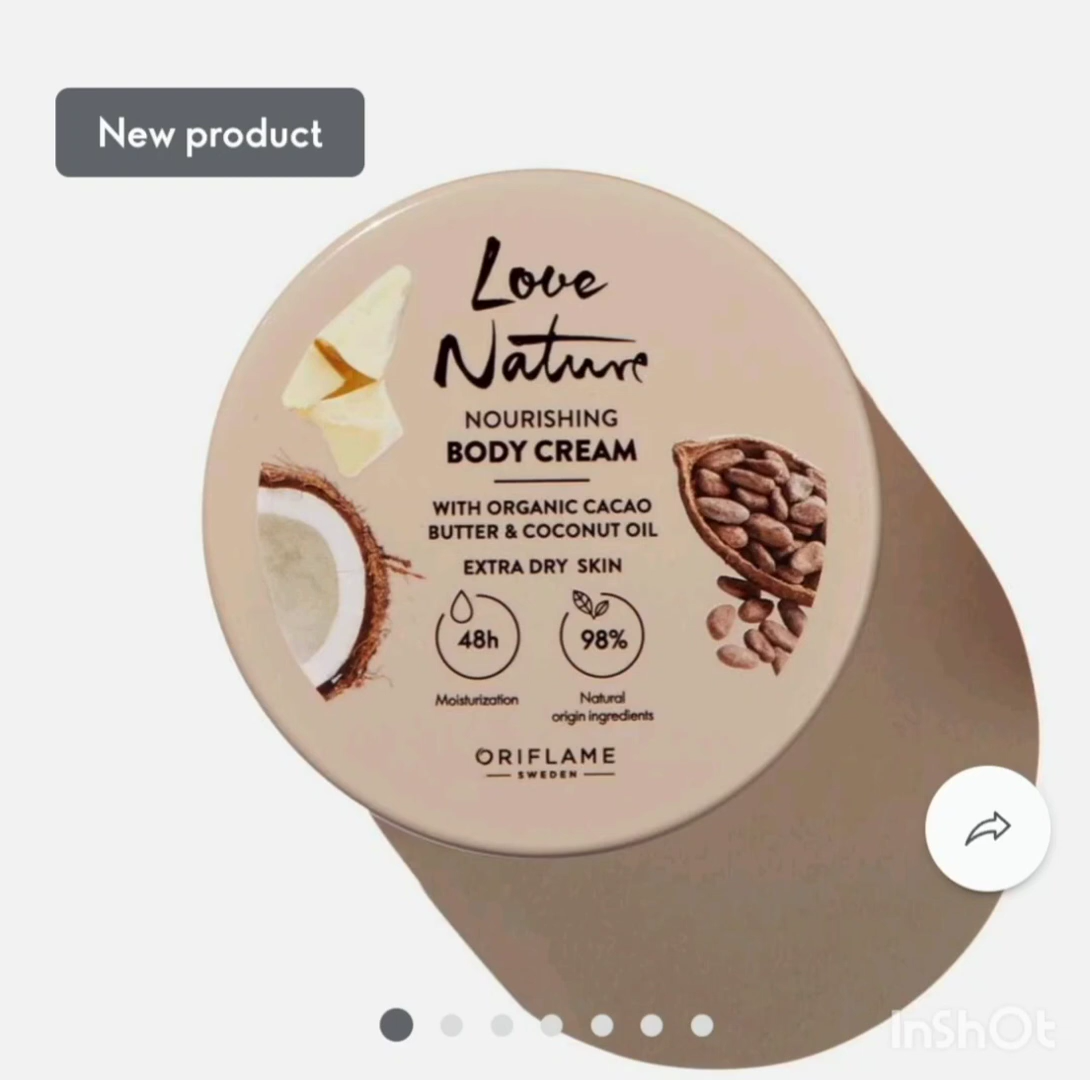 New product
Love
Nature
NOURISHING
BODY CREAM
WITH ORGANIC CACAO
BUTTER & COCONUT OIL
EXTRA DRY SKIN
48h
98%
Moisturization
Natural
origin ingredients
ORIFLAME
SWEDEN
InShOt